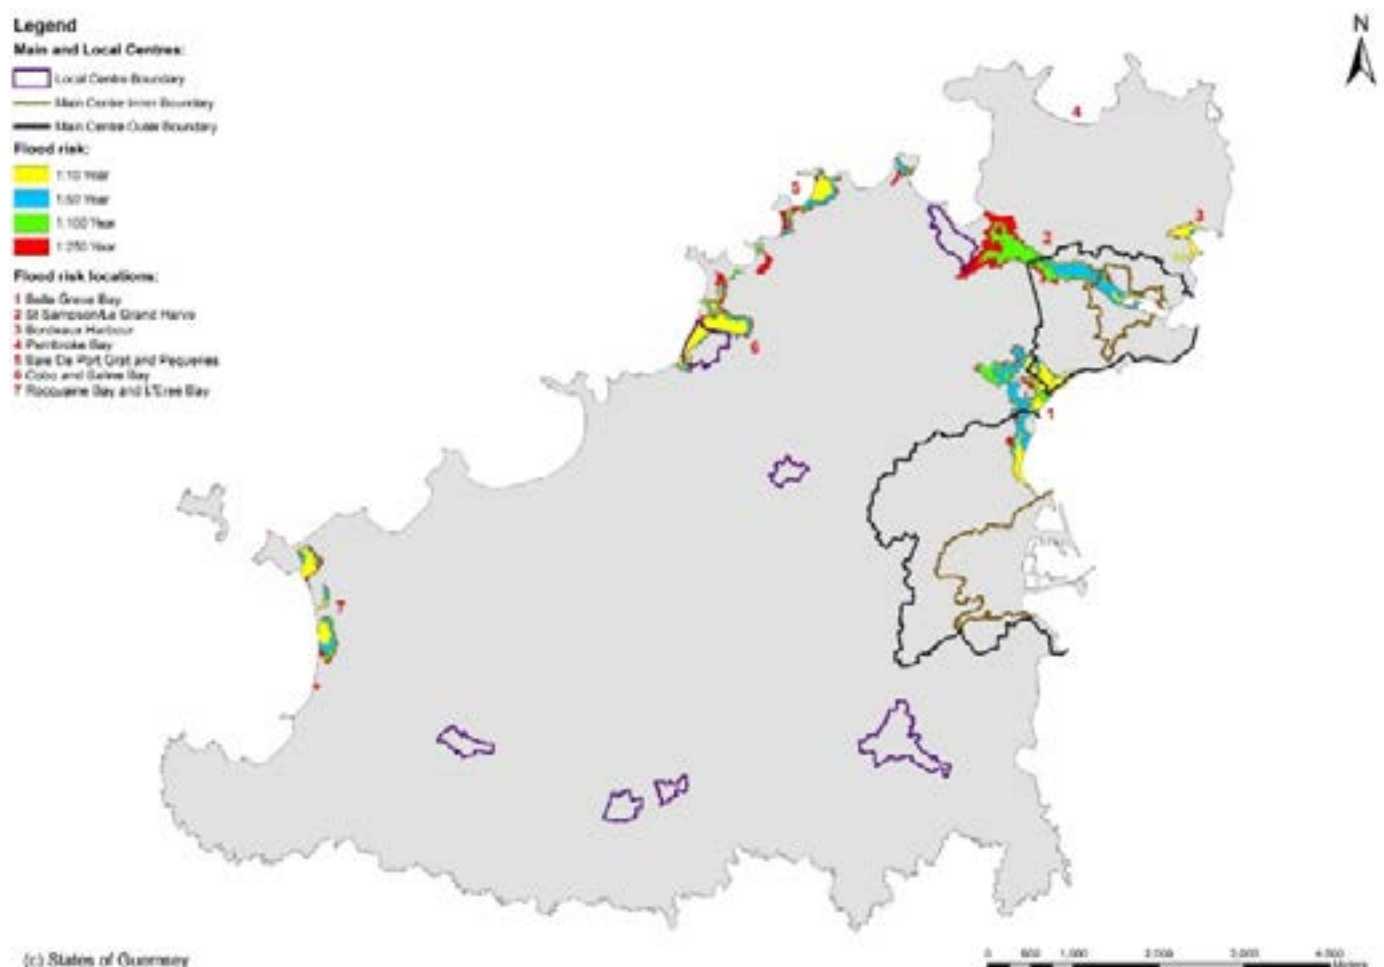 Legend
Main and Local Centres:
Local Centre Boundary
Main Centre Inner Boundary
Main Centre Outer Boundary
Flood risk:
1:10 Year
1:50 Year
1:100 Year
1:250 Year
Flood risk locations:
1 Belle Greve Bay
2 St Sampson/Le Grand Havre
3 Bordeaux Harbour
4 Pembroke Bay
5 Baie De Port Grat and Pequeries
6 Cobo and Saline Bay
7 Rocquaine Bay and L'Eree Bay
N
4
5
3
2
6
1
7
(c) States of Guernsey
0 500 1,000 2,000 3,000 4,000
Meters